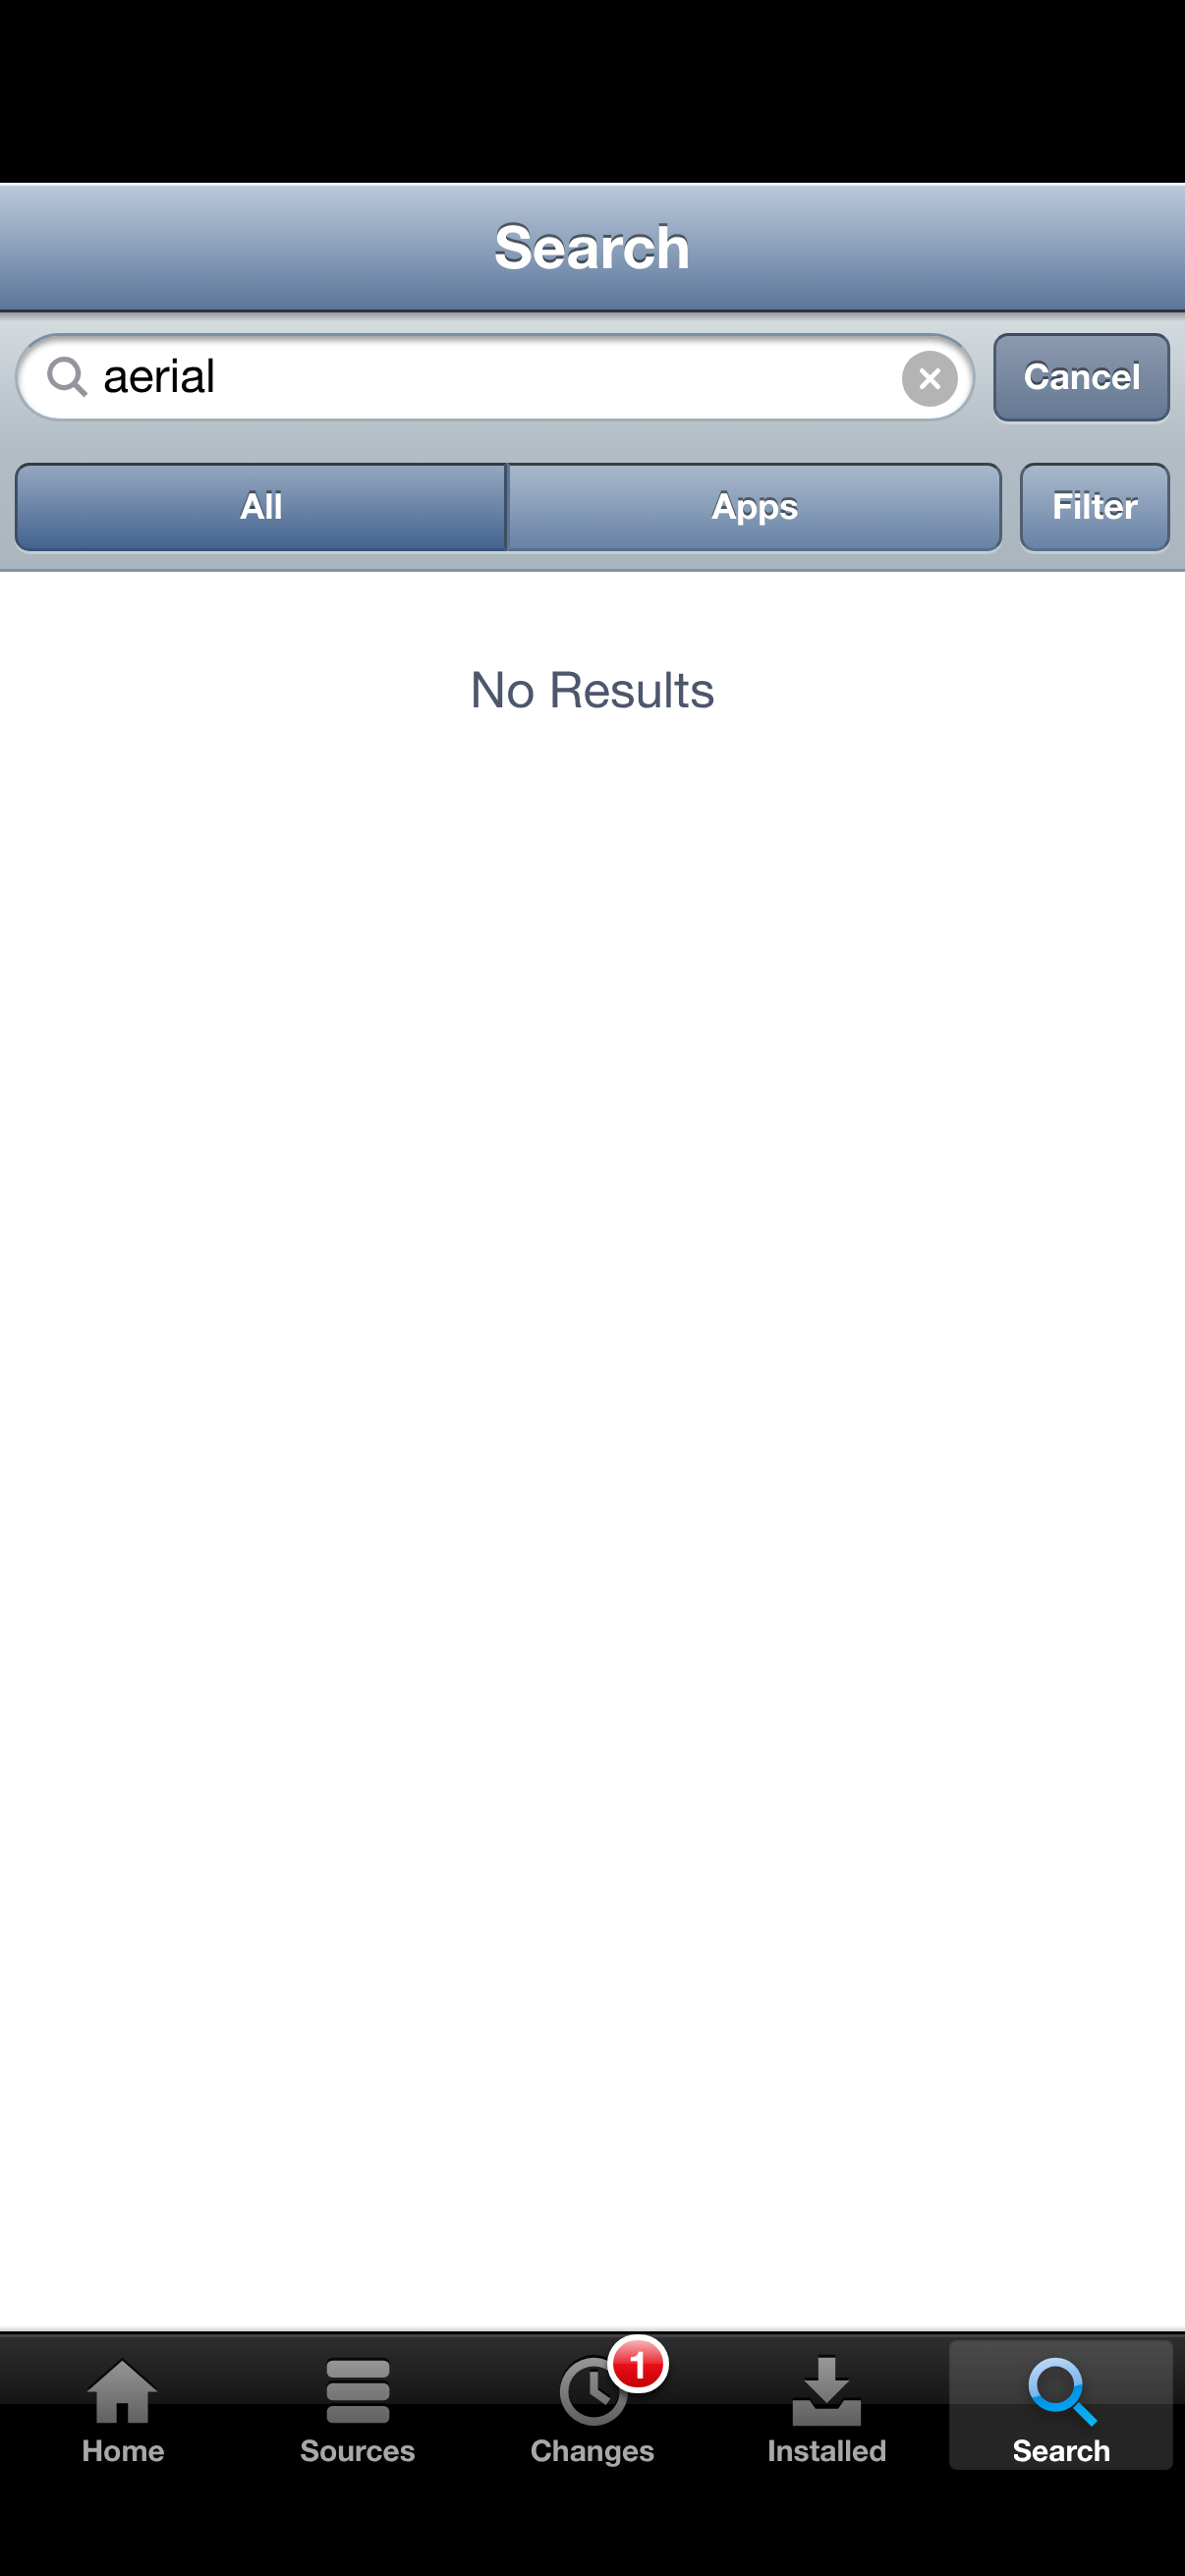 Search
aerial
Cancel
All
Apps
Filter
No Results
1
Home
Sources
Changes
Installed
Search